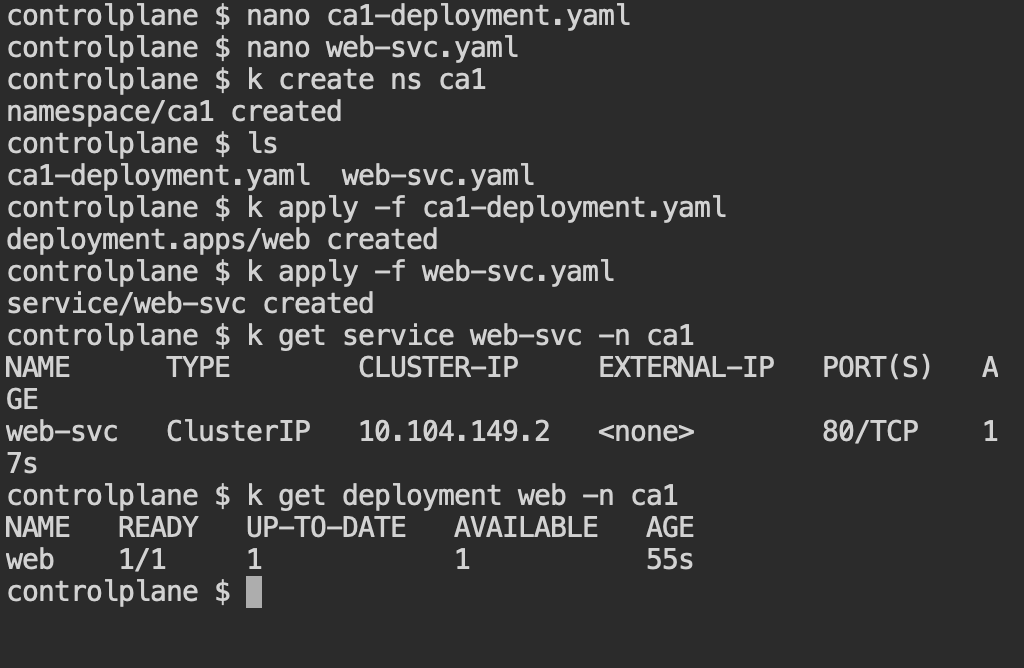 controlplane $ nano ca1-deployment.yaml
controlplane $ nano web-svc.yaml
controlplane $ k create ns ca1
namespace/ca1 created
controlplane $ ls
ca1-deployment.yaml  web-svc.yaml
controlplane $ k apply -f ca1-deployment.yaml
deployment.apps/web created
controlplane $ k apply -f web-svc.yaml
service/web-svc created
controlplane $ k get service web-svc -n ca1
NAME      TYPE        CLUSTER-IP     EXTERNAL-IP   PORT(S)   A
GE
web-svc   ClusterIP   10.104.149.2   <none>        80/TCP    1
7s
controlplane $ k get deployment web -n ca1
NAME   READY   UP-TO-DATE   AVAILABLE   AGE
web    1/1     1            1           55s
controlplane $